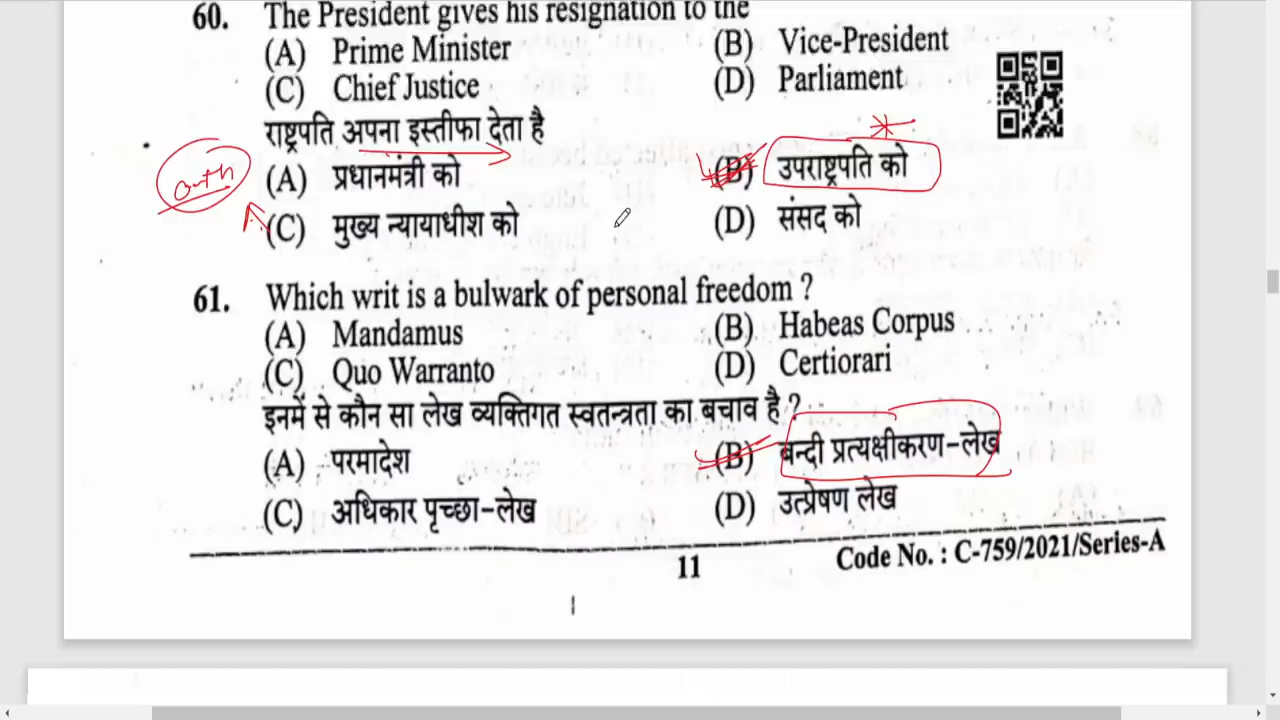 60. The President gives his resignation to the
(A) Prime Minister (B) Vice-President
(C) Chief Justice (D) Parliament
राष्ट्रपति अपना इस्तीफा देता है
(A) प्रधानमंत्री को (B) उपराष्ट्रपति को
oath
(C) मुख्य न्यायाधीश को (D) संसद को
61. Which writ is a bulwark of personal freedom ?
(A) Mandamus (B) Habeas Corpus
(C) Quo Warranto (D) Certiorari
इनमें से कौन सा लेख व्यक्तिगत स्वतन्त्रता का बचाव है ?
(A) परमादेश (B) बन्दी प्रत्यक्षीकरण-लेख
(C) अधिकार पृच्छा-लेख (D) उत्प्रेषण लेख
11 Code No. : C-759/2021/Series-A